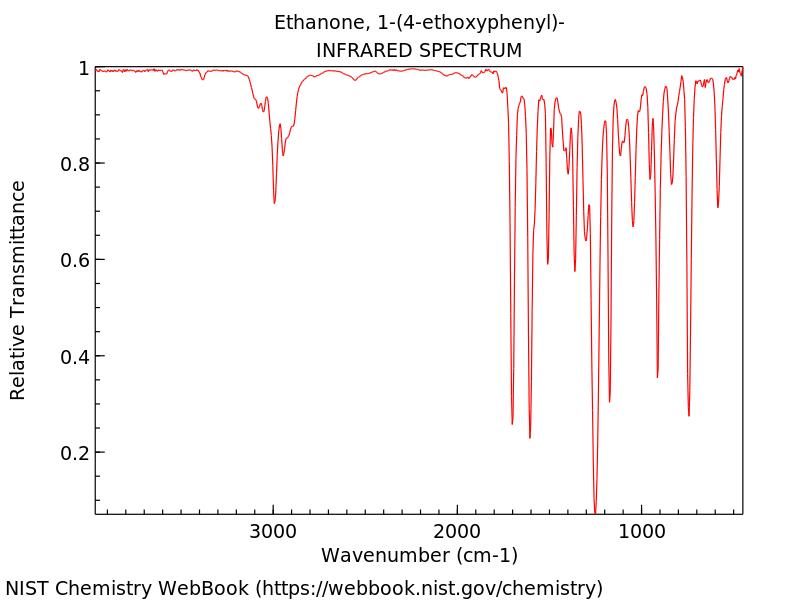 Ethanone, 1-(4-ethoxyphenyl)-
INFRARED SPECTRUM
1
0.8
0.6
0.4
0.2
Relative Transmittance
3000 2000 1000
Wavenumber (cm-1)
NIST Chemistry WebBook (https://webbook.nist.gov/chemistry)